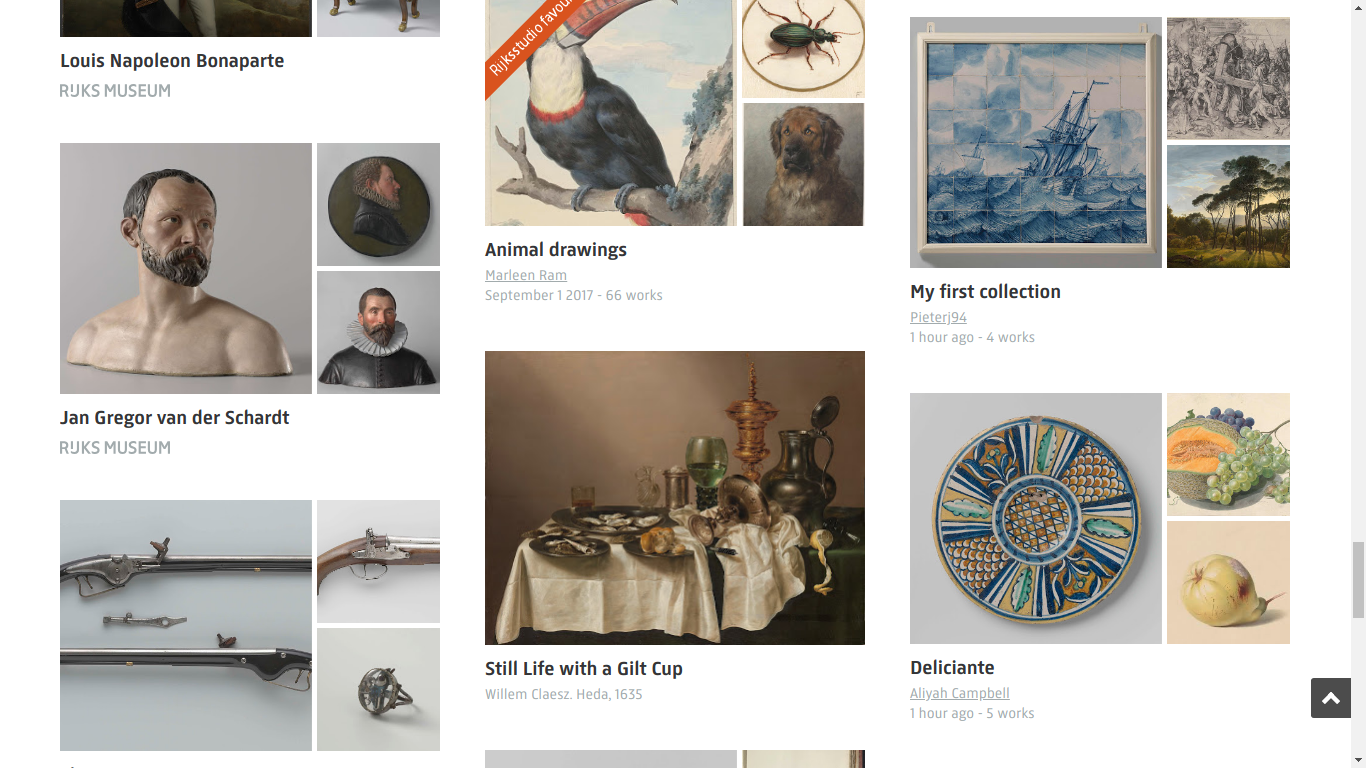 Louis Napoleon Bonaparte
RIJKS MUSEUM
Jan Gregor van der Schardt
RIJKS MUSEUM
Rijksstudio favou
Animal drawings
Marleen Ram
September 1 2017 - 66 works
Still Life with a Gilt Cup
Willem Claesz. Heda, 1635
My first collection
Pieterj94
1 hour ago - 4 works
Deliciante
Aliyah Campbell
1 hour ago - 5 works